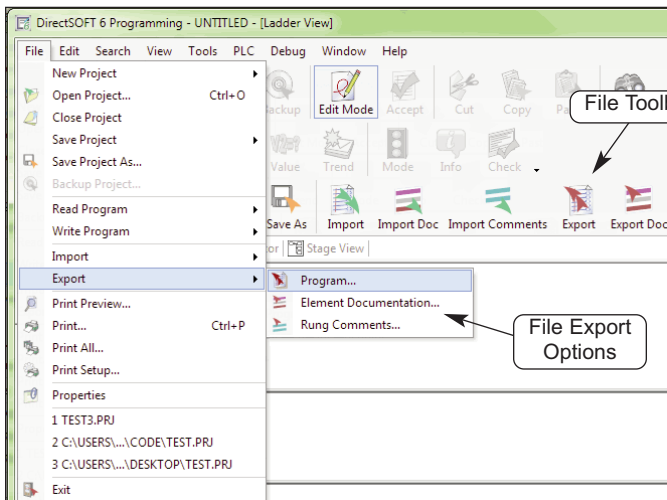 DirectSOFT 6 Programming - UNTITLED - [Ladder View]
File Edit Search View Tools PLC Debug Window Help
New Project
Open Project... Ctrl+O
Close Project
Save Project
Save Project As...
Backup Project...
Read Program
Write Program
Import
Export
Print Preview...
Print... Ctrl+P
Print All...
Print Setup...
Properties
1 TEST3.PRJ
2 C:\USERS\...\CODE\TEST.PRJ
3 C:\USERS\...\DESKTOP\TEST.PRJ
Exit
Edit Mode Accept Cut Copy
File
Value Trend Mode Info Check
Save As Import Import Doc Import Comments Export Export Doc
Stage View
Program...
Element Documentation...
Rung Comments...
File Export
Options